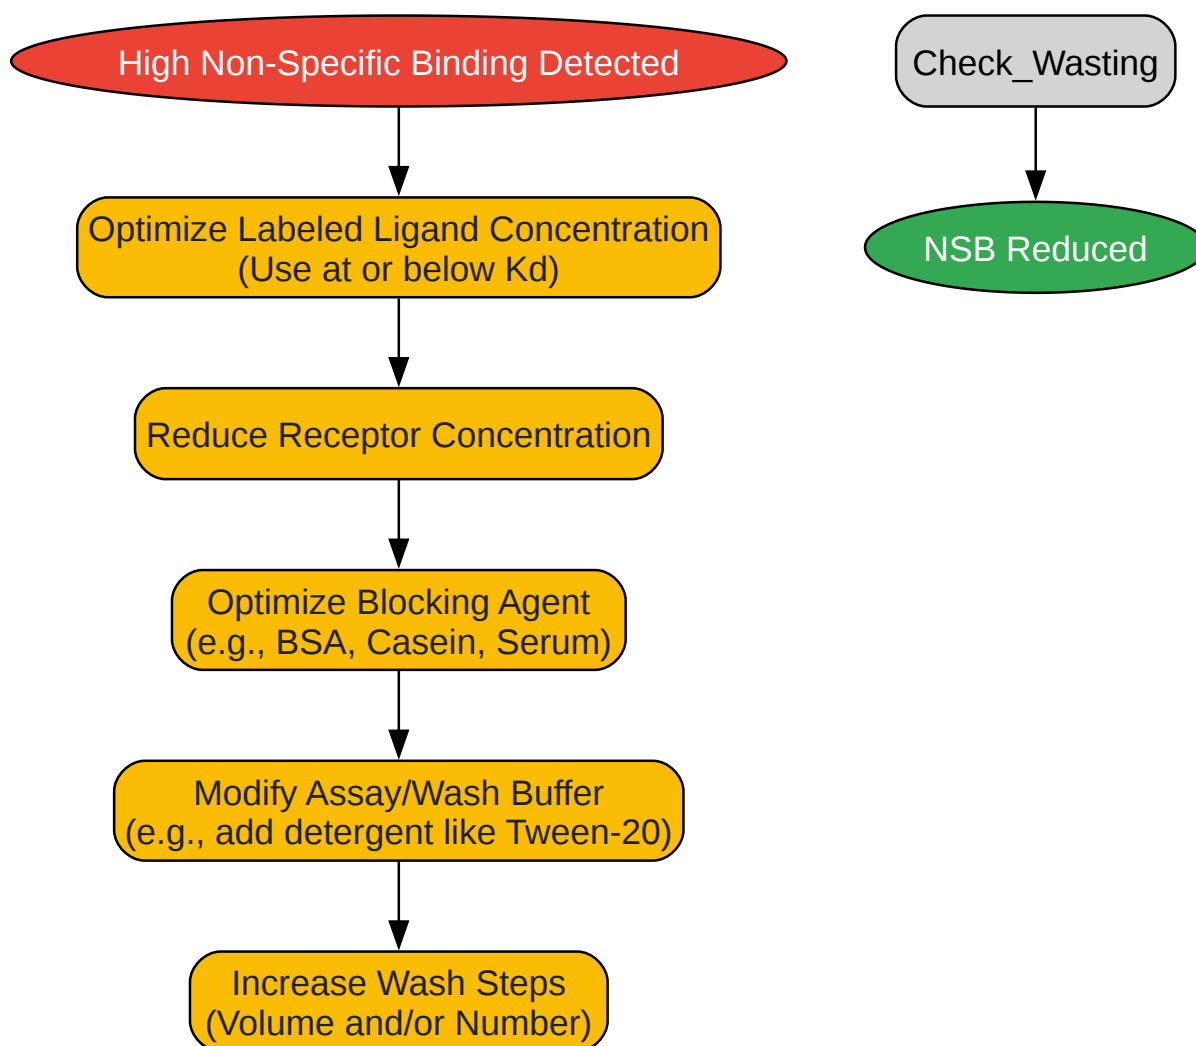 High Non-Specific Binding Detected
Check_Wasting
Optimize Labeled Ligand Concentration
(Use at or below Kd)
NSB Reduced
Reduce Receptor Concentration
Optimize Blocking Agent
(e.g., BSA, Casein, Serum)
Modify Assay/Wash Buffer
(e.g., add detergent like Tween-20)
Increase Wash Steps
(Volume and/or Number)